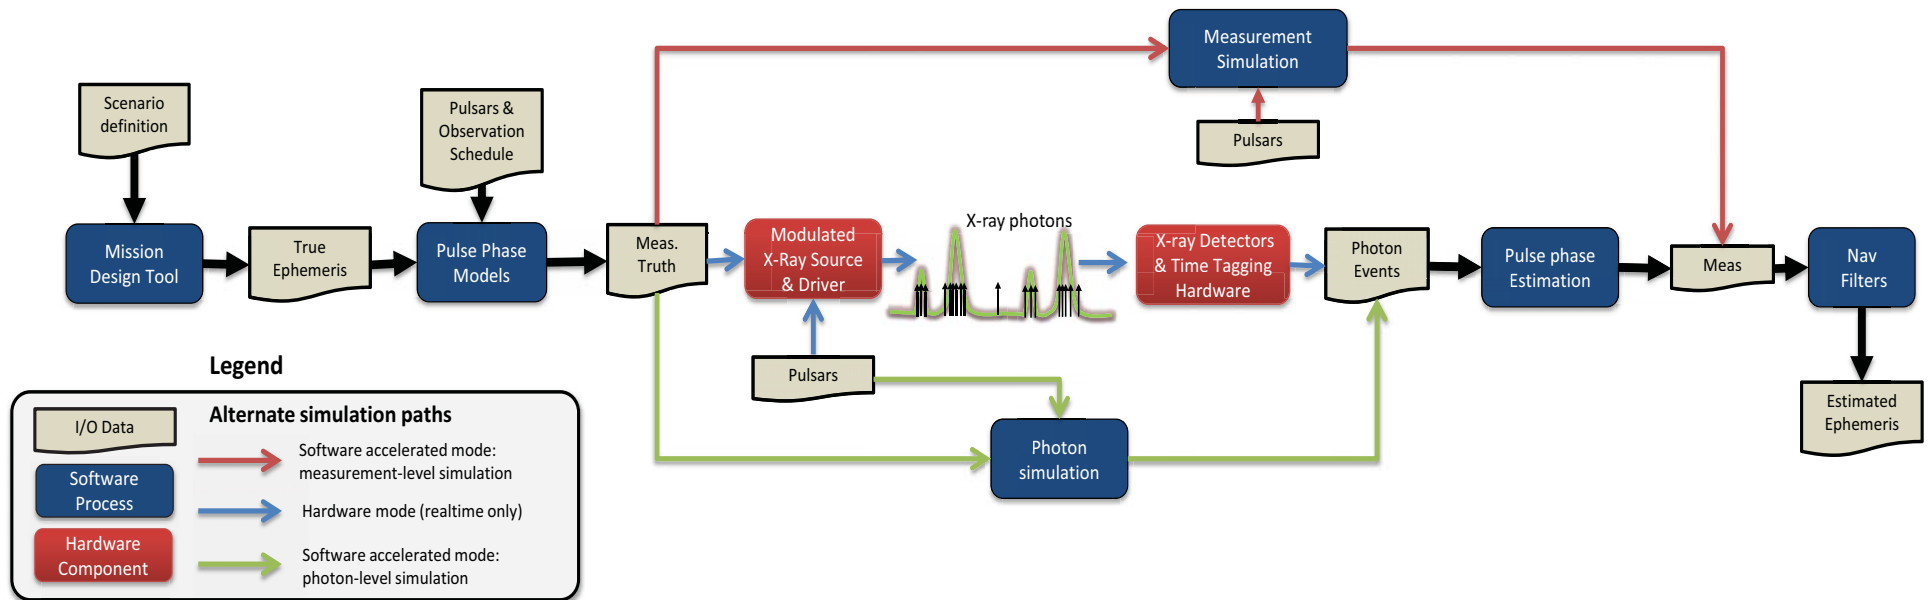 Measurement
Simulation
Scenario
definition
Pulsars &
Observation
Schedule
Pulsars
Mission
Design Tool
True
Ephemeris
Pulse Phase
Models
Meas.
Truth
Modulated
X-Ray Source
& Driver
X-ray photons
X-ray Detectors
& Time Tagging
Hardware
Photon
Events
Pulse phase
Estimation
Meas
Nav
Filters
Pulsars
Photon
simulation
Estimated
Ephemeris
Legend
I/O Data
Software
Process
Hardware
Component
Alternate simulation paths
Software accelerated mode:
measurement-level simulation
Hardware mode (realtime only)
Software accelerated mode:
photon-level simulation